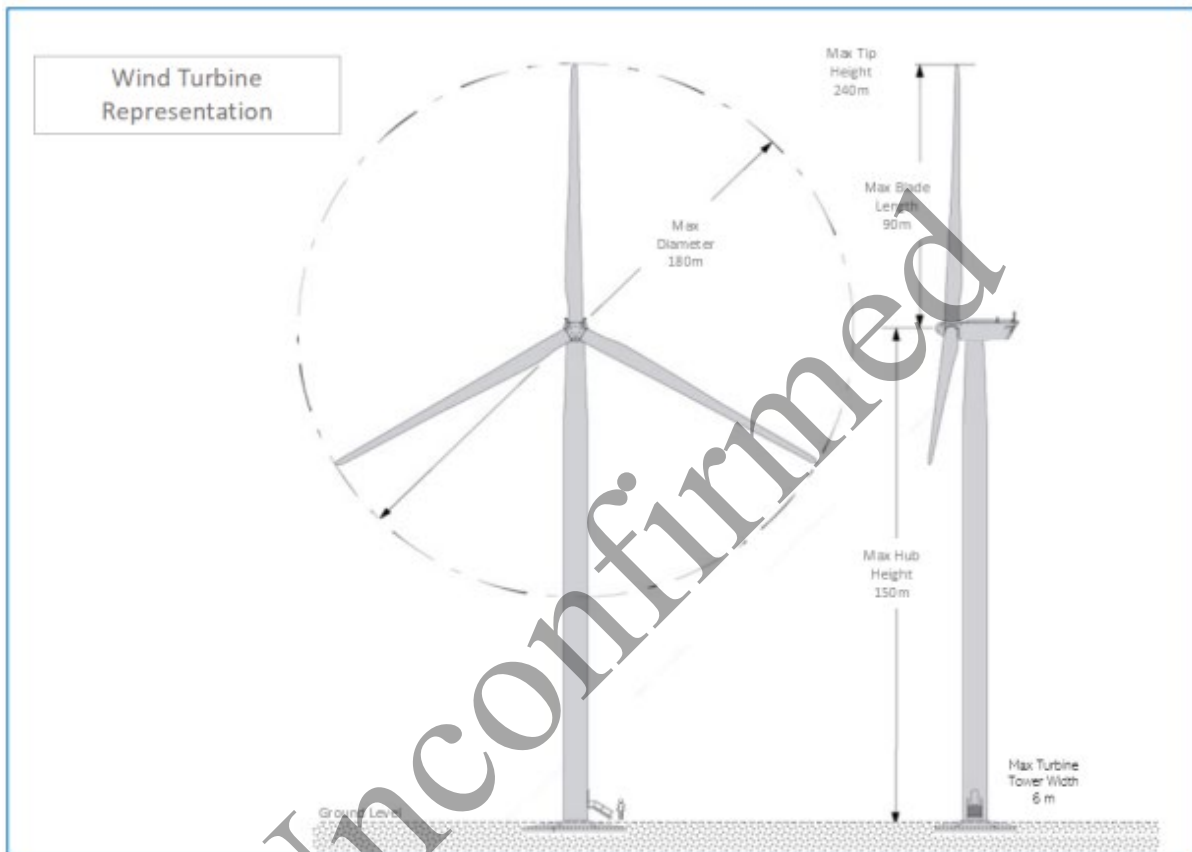 Wind Turbine
Representation
Max Tip
Height
240m
Max Blade
Length
90m
Max
Diameter
180m
Max Hub
Height
150m
Max Turbine
Tower Width
6 m
Ground Level
Unconfirmed